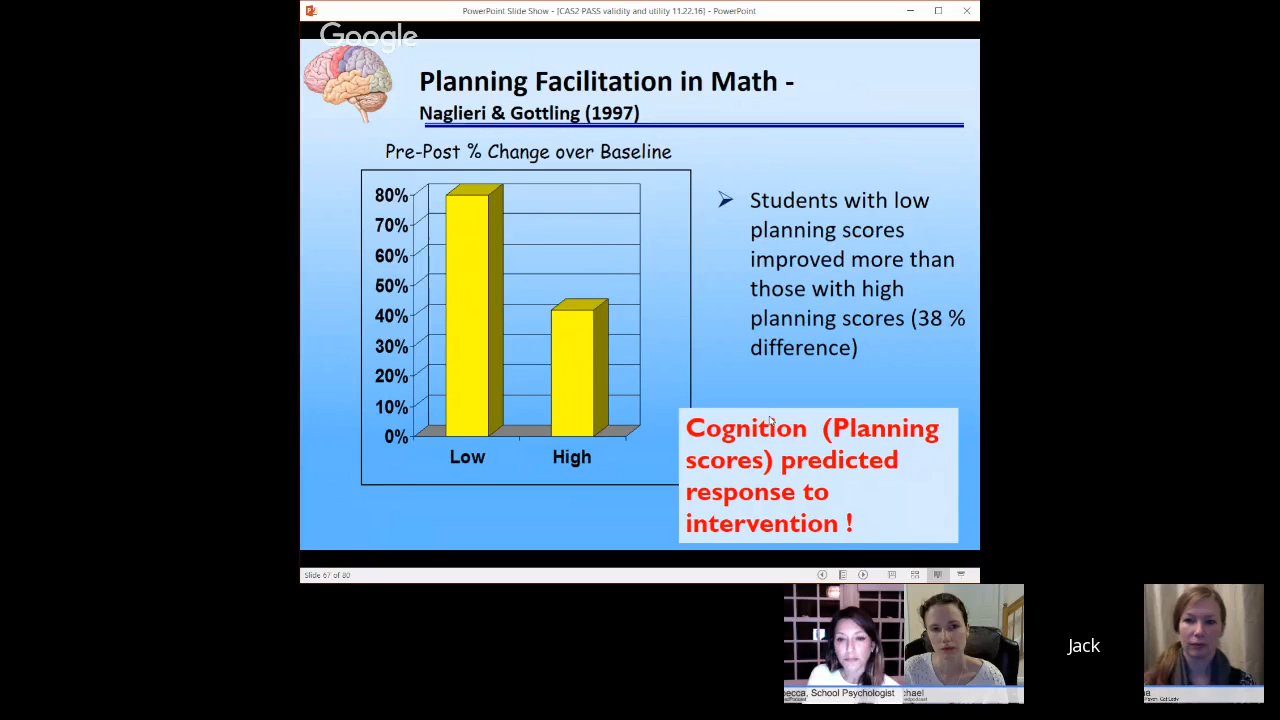 PowerPoint Slide Show - [CAS2 PASS validity and utility 11.22.16] - PowerPoint
Google
Planning Facilitation in Math -
Naglieri & Gottling (1997)
Pre-Post % Change over Baseline
80%
70%
60%
50%
40%
30%
20%
10%
0%
Low
High
Students with low
planning scores
improved more than
those with high
planning scores (38 %
difference)
Cognition (Planning
scores) predicted
response to
intervention !
Slide 67 of 80
Jack
becca, School Psychologist
chael
na